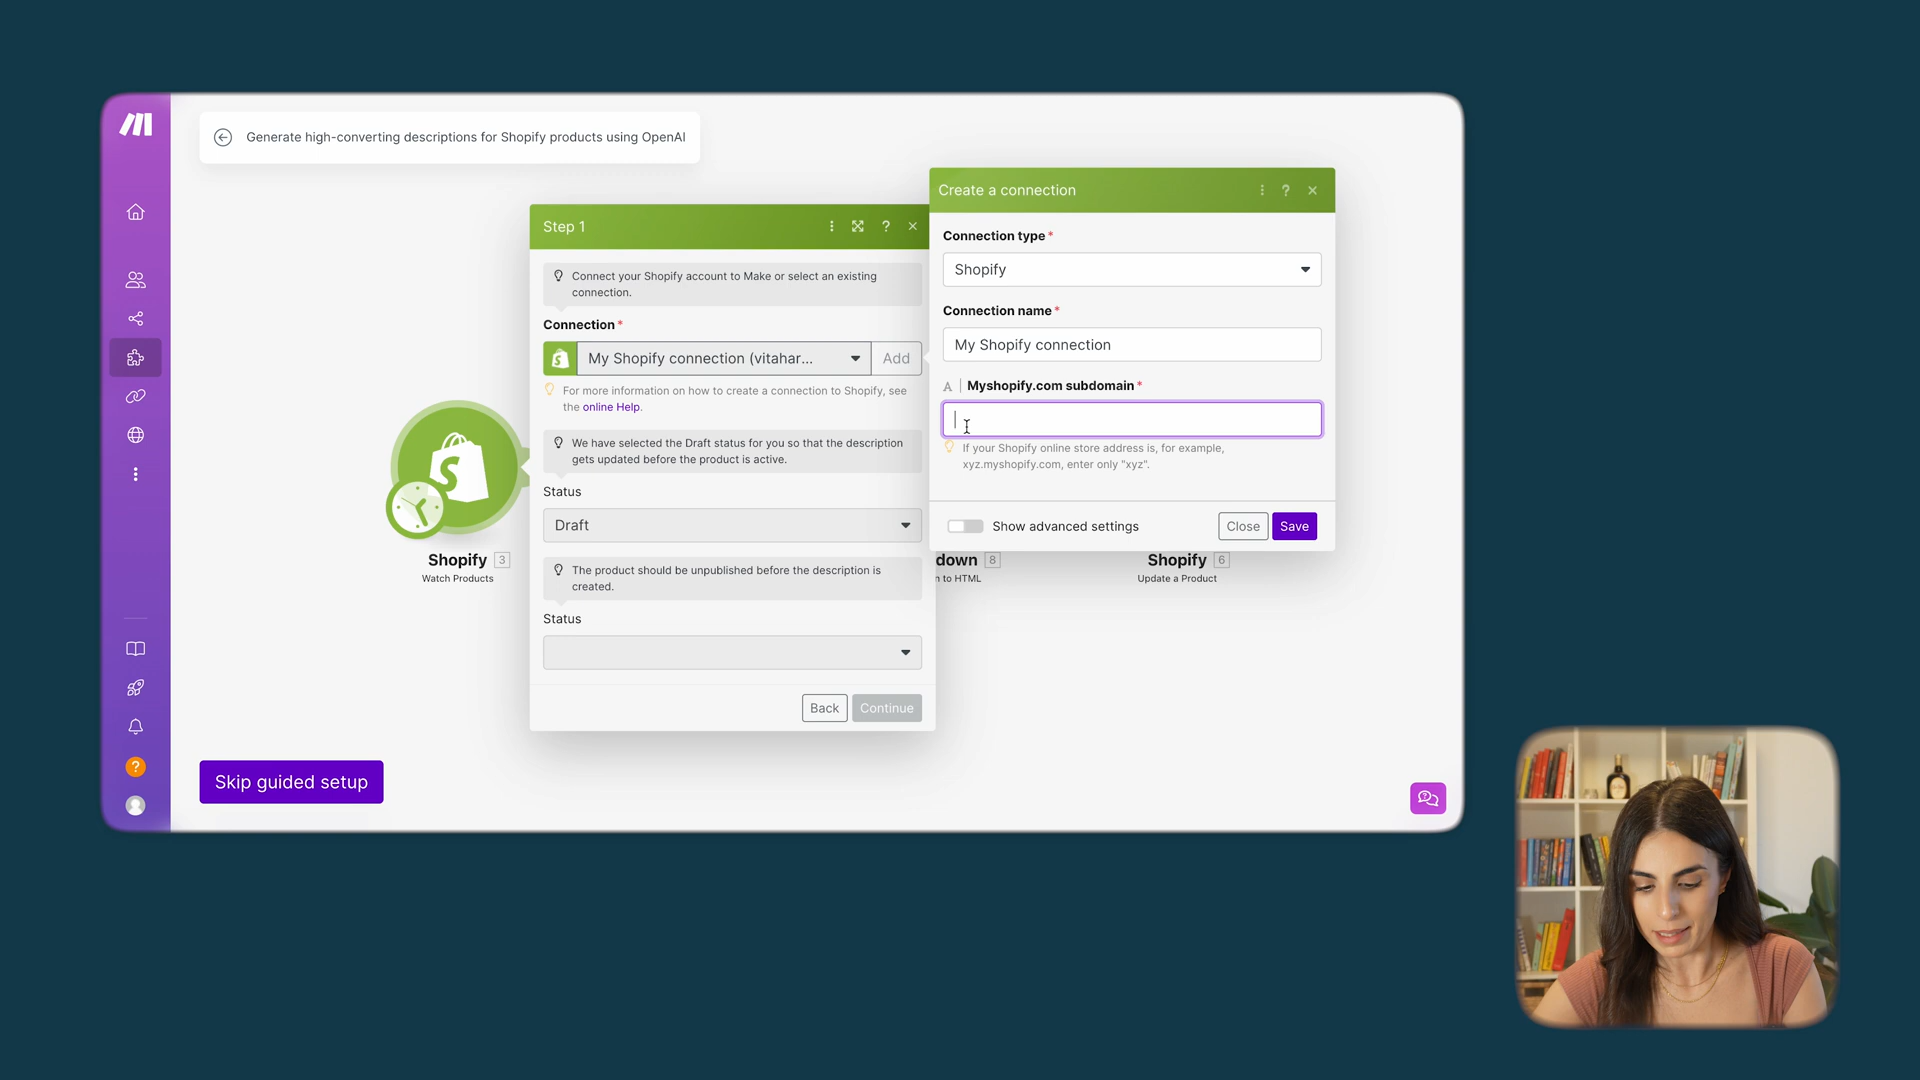 Generate high-converting descriptions for Shopify products using OpenAI
Create a connection
?
Connection type *
Shopify
Connection name *
My Shopify connection
A | Myshopify.com subdomain *
If your Shopify online store address is, for example,
xyz.myshopify.com, enter only "xyz".
Show advanced settings
Close
Save
Step 1
?
Connect your Shopify account to Make or select an existing
connection.
Connection *
My Shopify connection (vitahar...
Add
For more information on how to create a connection to Shopify, see
the online Help.
We have selected the Draft status for you so that the description
gets updated before the product is active.
Status
Draft
The product should be unpublished before the description is
created.
Status
Back
Continue
Shopify 3
Watch Products
down 8
n to HTML
Shopify 6
Update a Product
Skip guided setup
?